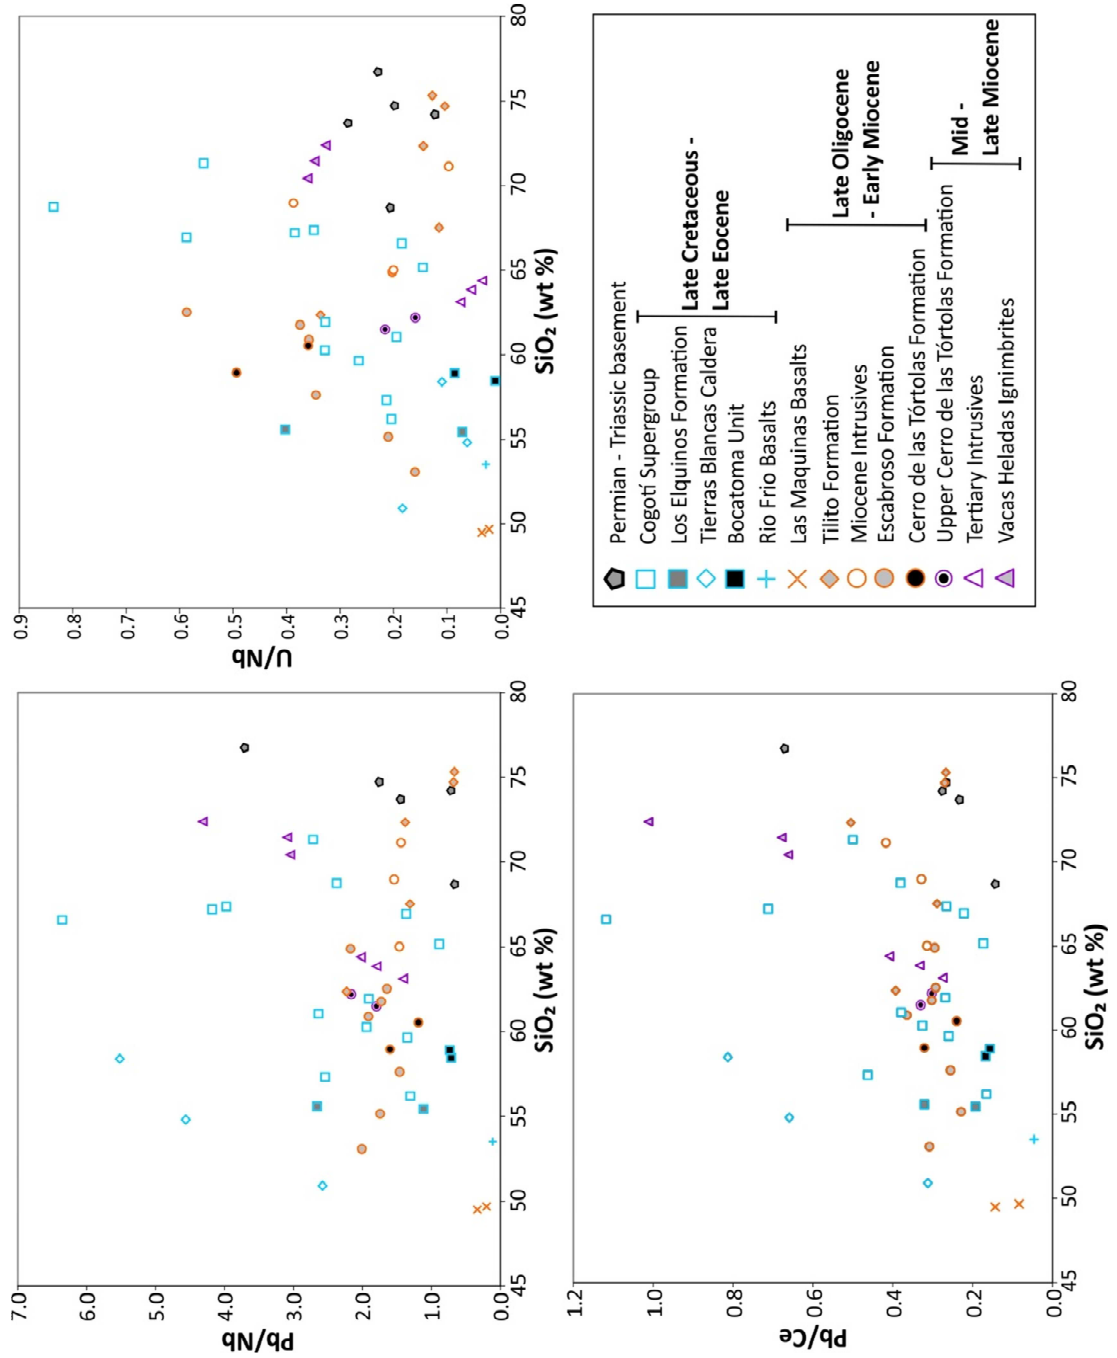 7.0
6.0
5.0
4.0
3.0
2.0
1.0
0.0
Pb/Nb
45
50
55
60
65
70
75
80
SiO₂ (wt %)
0.9
0.8
0.7
0.6
0.5
0.4
0.3
0.2
0.1
0.0
U/Nb
45
50
55
60
65
70
75
80
SiO₂ (wt %)
1.2
1.0
0.8
0.6
0.4
0.2
0.0
Pb/Ce
45
50
55
60
65
70
75
80
SiO₂ (wt %)
Permian - Triassic basement
Cogotí Supergroup
Los Elquinos Formation
Tierras Blancas Caldera
Bocatoma Unit
Rio Frio Basalts
Late Cretaceous -
Late Eocene
Las Maquinas Basalts
Tilito Formation
Miocene Intrusives
Escabroso Formation
Cerro de las Tórtolas Formation
Late Oligocene
- Early Miocene
Upper Cerro de las Tórtolas Formation
Tertiary Intrusives
Vacas Heladas Ignimbrites
Mid -
Late Miocene